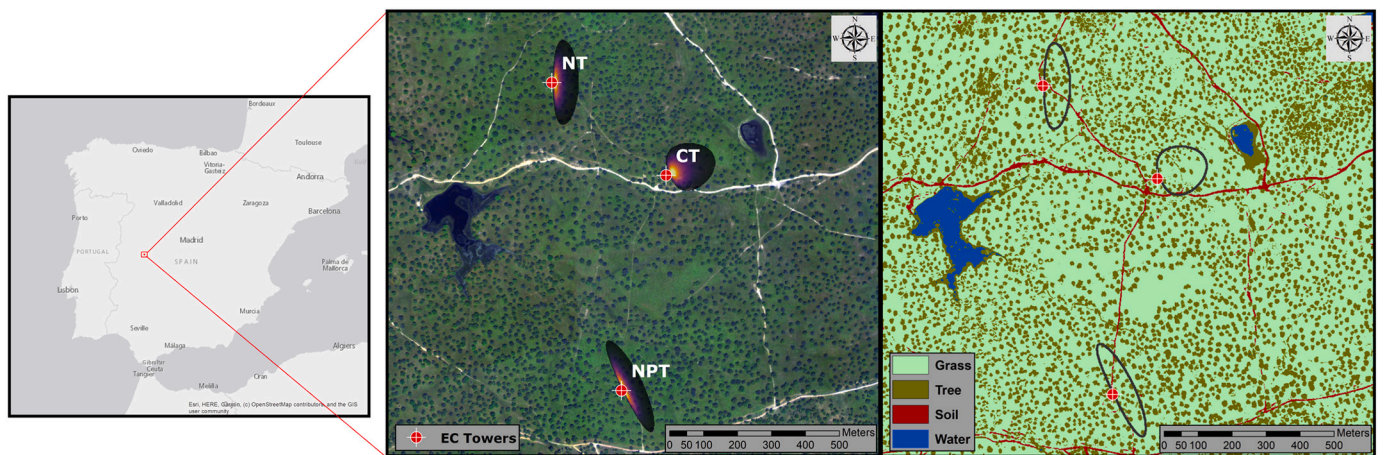 Bordeaux
Toulouse
Oviedo
Bilbao
Vitoria-
Gasteiz
Andorra
Valladolid
Zaragoza
Barcelona
Porto
Madrid
PORTUGAL
SPAIN
Palma de
Mallorca
Lisbon
Murcia
Seville
Málaga
Algiers
Gibraltar
Ceuta
Tangier
Melilla
Oran
Esri, HERE, Garmin, (c) OpenStreetMap contributors, and the GIS
user community
N
W E
S
NT
CT
NPT
EC Towers
Meters
0 50 100 200 300 400 500
N
W E
S
Grass
Tree
Soil
Water
Meters
0 50 100 200 300 400 500